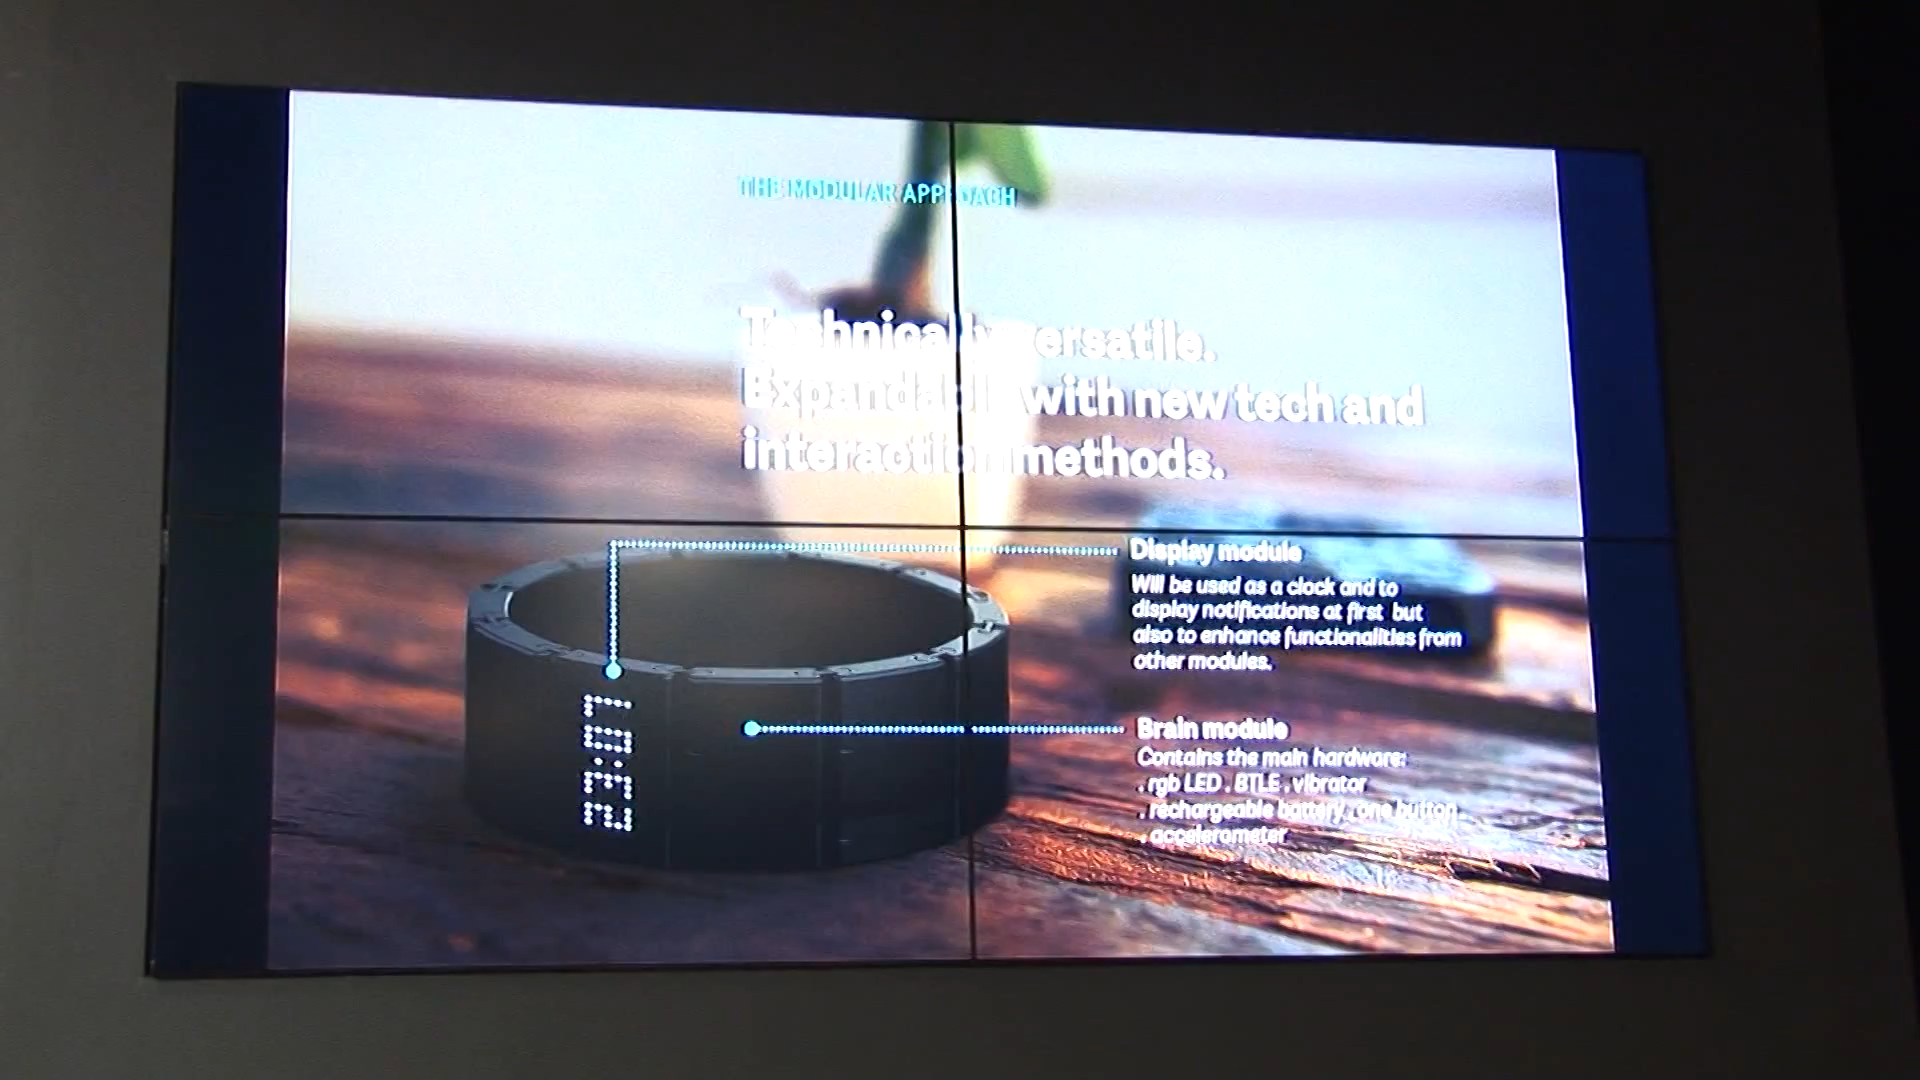 THE MODULAR APPROACH
Technically versatile.
Expandable with new tech and
interaction methods.
Display module
Will be used as a clock and to
display notifications at first but
also to enhance functionalities from
other modules.
Brain module
Contains the main hardware:
. rgb LED . BTLE . vibrator
. rechargeable battery . one button
. accelerometer